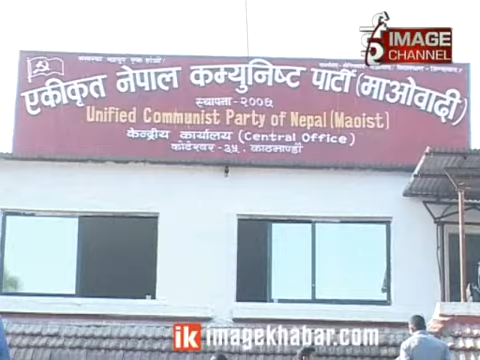 IMAGE
CHANNEL
एकीकृत नेपाल कम्युनिष्ट पार्टी (माओवादी)
स्थापना-२००६
Unified Communist Party of Nepal (Maoist)
केन्द्रीय कार्यालय (Central Office)
कोटेश्वर-३५, काठमाण्डौ
ik imagekhabar.com